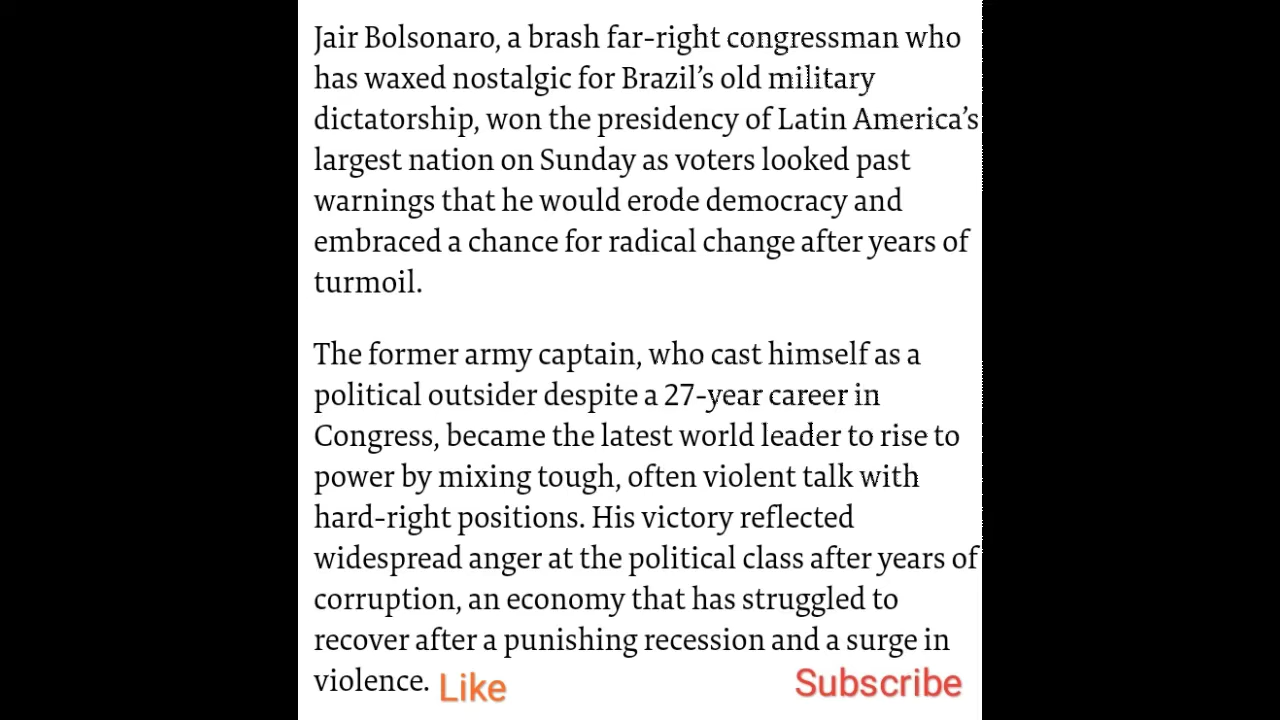 Jair Bolsonaro, a brash far-right congressman who
has waxed nostalgic for Brazil’s old military
dictatorship, won the presidency of Latin America’s
largest nation on Sunday as voters looked past
warnings that he would erode democracy and
embraced a chance for radical change after years of
turmoil.
The former army captain, who cast himself as a
political outsider despite a 27-year career in
Congress, became the latest world leader to rise to
power by mixing tough, often violent talk with
hard-right positions. His victory reflected
widespread anger at the political class after years of
corruption, an economy that has struggled to
recover after a punishing recession and a surge in
violence. Like Subscribe